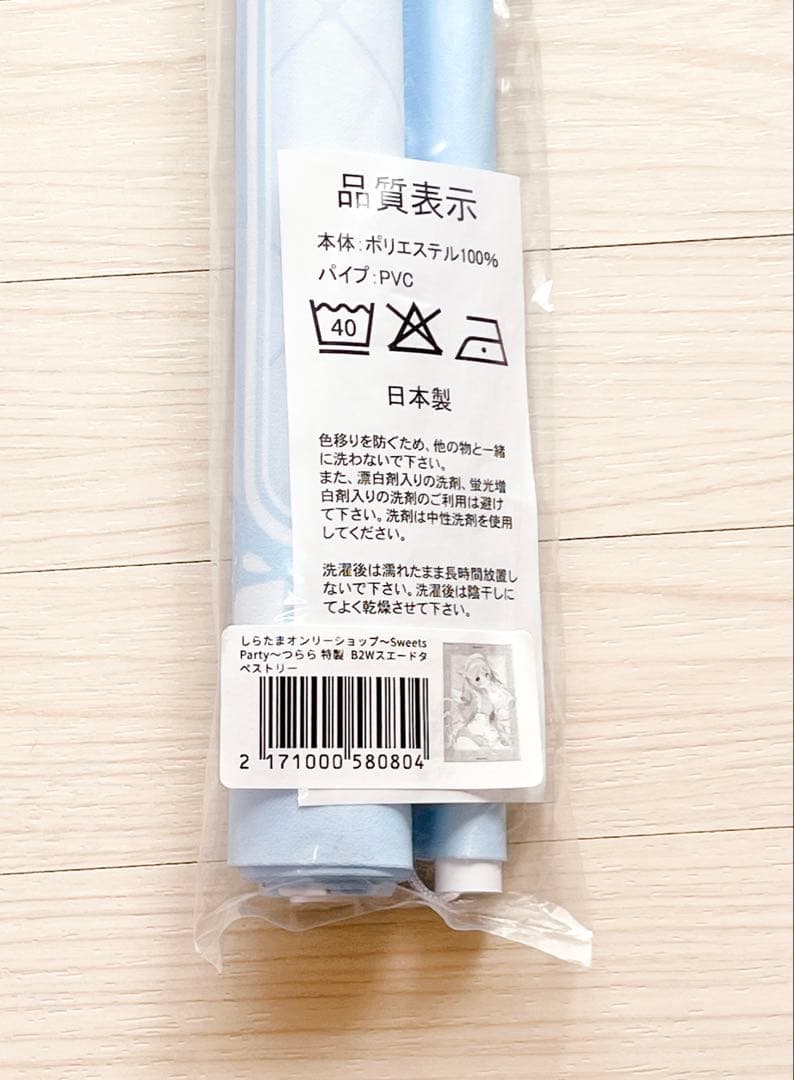 品質表示
本体:ポリエステル100%
パイプ:PVC
40
日本製
色移りを防ぐため、他の物と一緒
に洗わないで下さい。
また、漂白剤入りの洗剤、蛍光増
白剤入りの洗剤のご利用は避け
て下さい。洗剤は中性洗剤を使用
してください。
洗濯後は濡れたまま長時間放置し
ないで下さい。洗濯後は陰干しに
てよく乾燥させて下さい。
しらたまオンリーショップ〜Sweets
Party〜つらら 特製 B2Wスエードタ
ペストリー
2 171000 580804